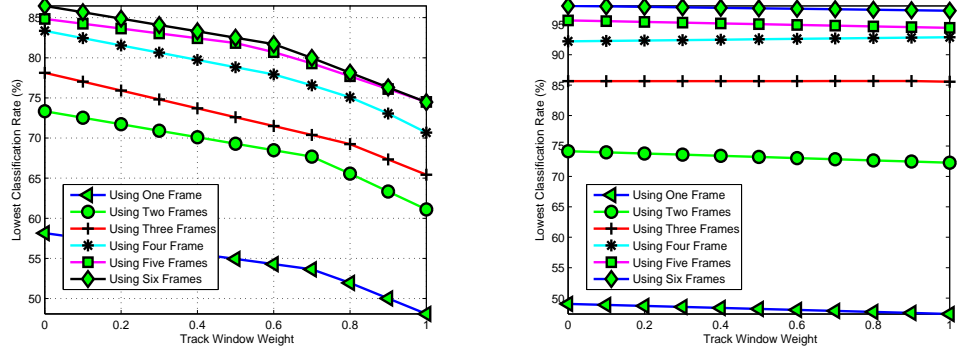 85
80
75
70
65
60
55
50
Lowest Classification Rate (%)
Using One Frame
Using Two Frames
Using Three Frames
Using Four Frame
Using Five Frames
Using Six Frames
0 0.2 0.4 0.6 0.8 1
Track Window Weight
95
90
85
80
75
70
65
60
55
50
Lowest Classification Rate (%)
Using One Frame
Using Two Frames
Using Three Frames
Using Four Frame
Using Five Frames
Using Six Frames
0 0.2 0.4 0.6 0.8 1
Track Window Weight